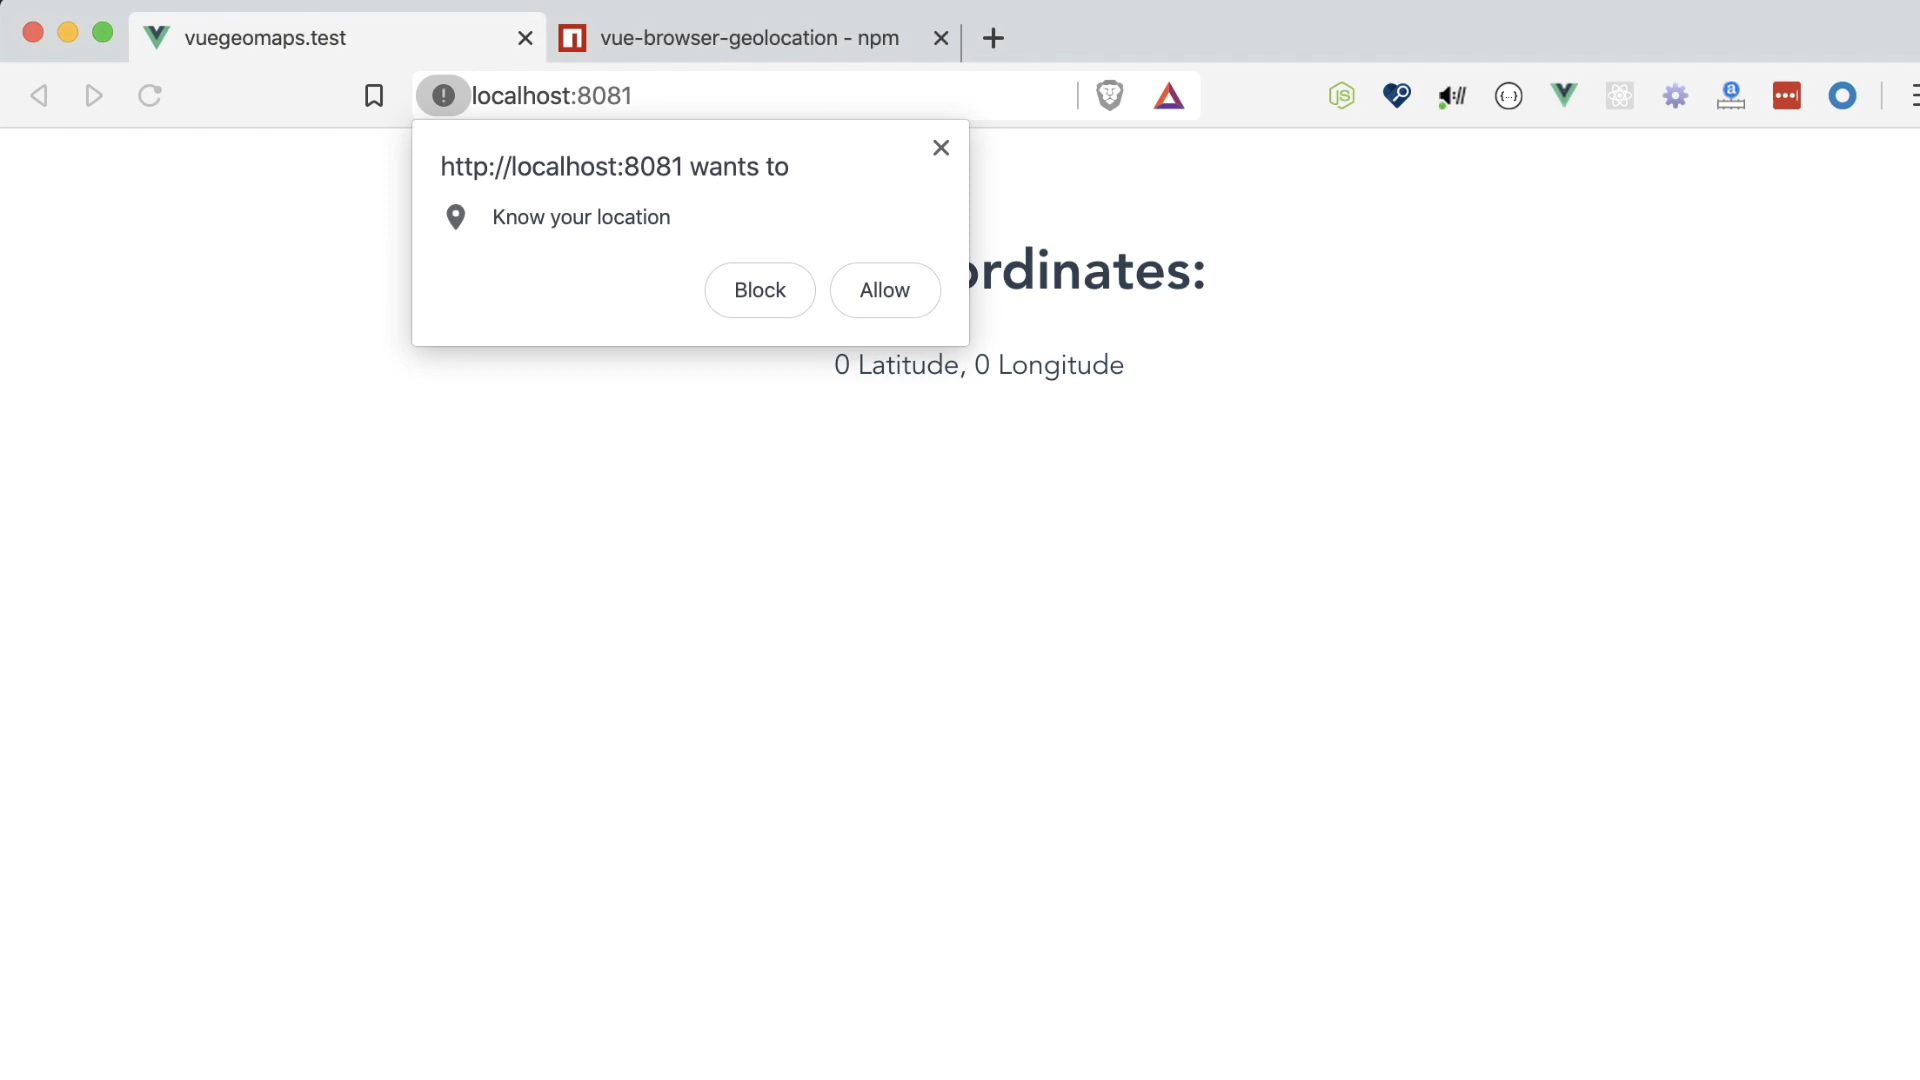 vuegeomaps.test
vue-browser-geolocation - npm
localhost:8081
http://localhost:8081 wants to
Know your location
Block
Allow
ordinates:
0 Latitude, 0 Longitude